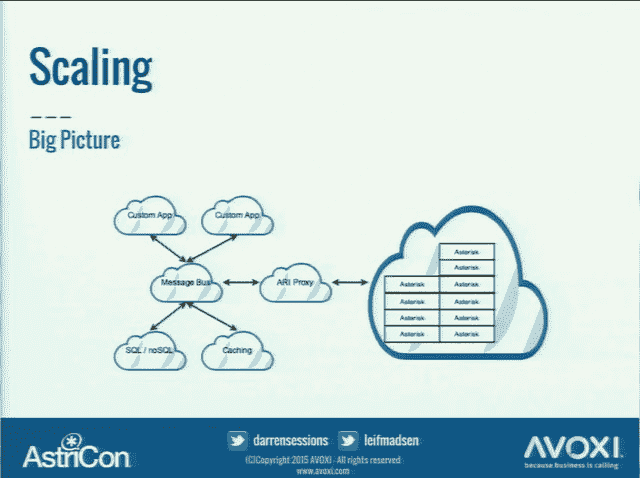 Scaling
Big Picture
Custom App
Custom App
Message Bus
ARI Proxy
SQL / noSQL
Caching
Asterisk
Asterisk
Asterisk
Asterisk
Asterisk
Asterisk
Asterisk
Asterisk
Asterisk
Asterisk
AstriCon
darrensessions
leifmadsen
(C)Copyright 2015 AVOXI - All rights reserved
www.avoxi.com
AVOXI
because business is calling